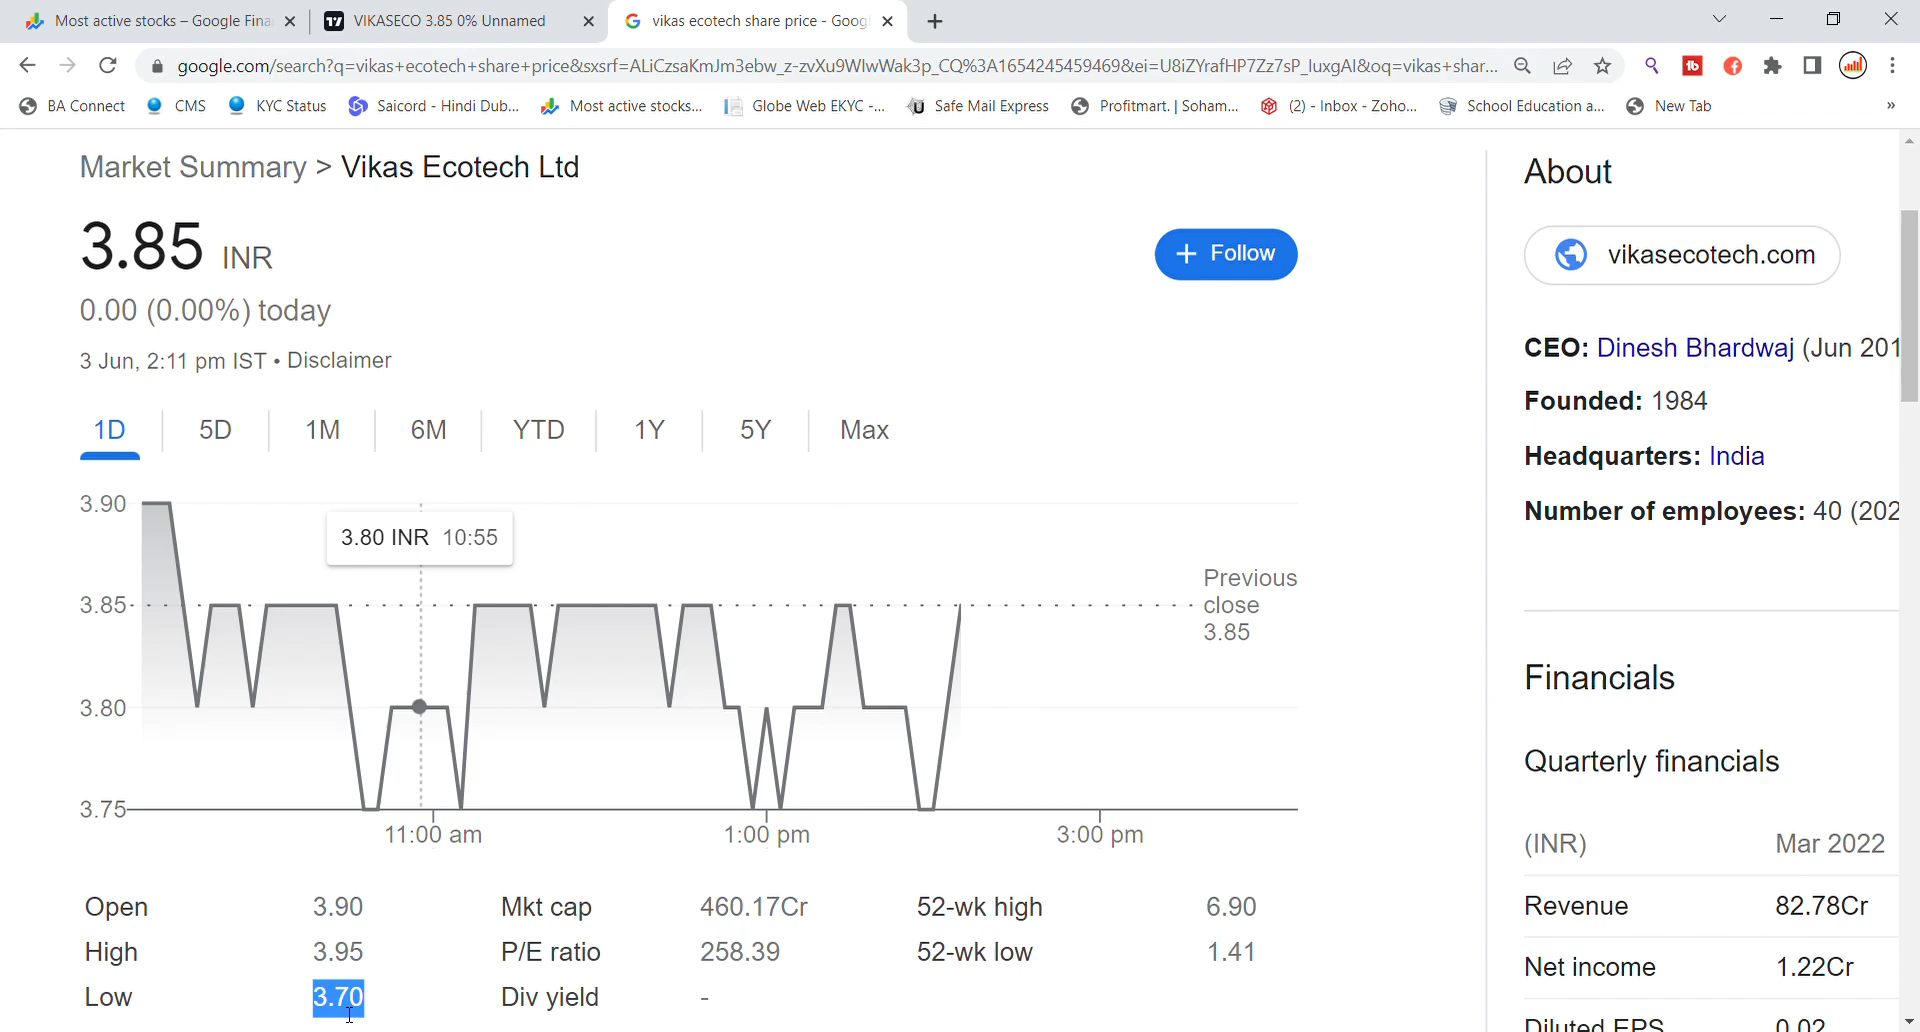 Most active stocks – Google Fina
VIKASECO 3.85 0% Unnamed
vikas ecotech share price - Goog
google.com/search?q=vikas+ecotech+share+price&sxsrf=ALiCzsaKmJm3ebw_z-zvXu9WIwWak3p_CQ%3A1654245459469&ei=U8iZYrafHP7Zz7sP_IuxgAI&oq=vikas+shar...
BA Connect
CMS
KYC Status
Saicord - Hindi Dub...
Most active stocks...
Globe Web EKYC -...
Safe Mail Express
Profitmart. | Soham...
(2) - Inbox - Zoho...
School Education a...
New Tab
»
Market Summary > Vikas Ecotech Ltd
3.85 INR
+ Follow
0.00 (0.00%) today
3 Jun, 2:11 pm IST • Disclaimer
1D 5D 1M 6M YTD 1Y 5Y Max
3.90
3.80 INR 10:55
3.85
Previous
close
3.85
3.80
3.75
11:00 am 1:00 pm 3:00 pm
Open 3.90 Mkt cap 460.17Cr 52-wk high 6.90
High 3.95 P/E ratio 258.39 52-wk low 1.41
Low 3.70 Div yield -
About
vikasecotech.com
CEO: Dinesh Bhardwaj (Jun 201
Founded: 1984
Headquarters: India
Number of employees: 40 (202
Financials
Quarterly financials
(INR) Mar 2022
Revenue 82.78Cr
Net income 1.22Cr
Diluted EPS 0.02